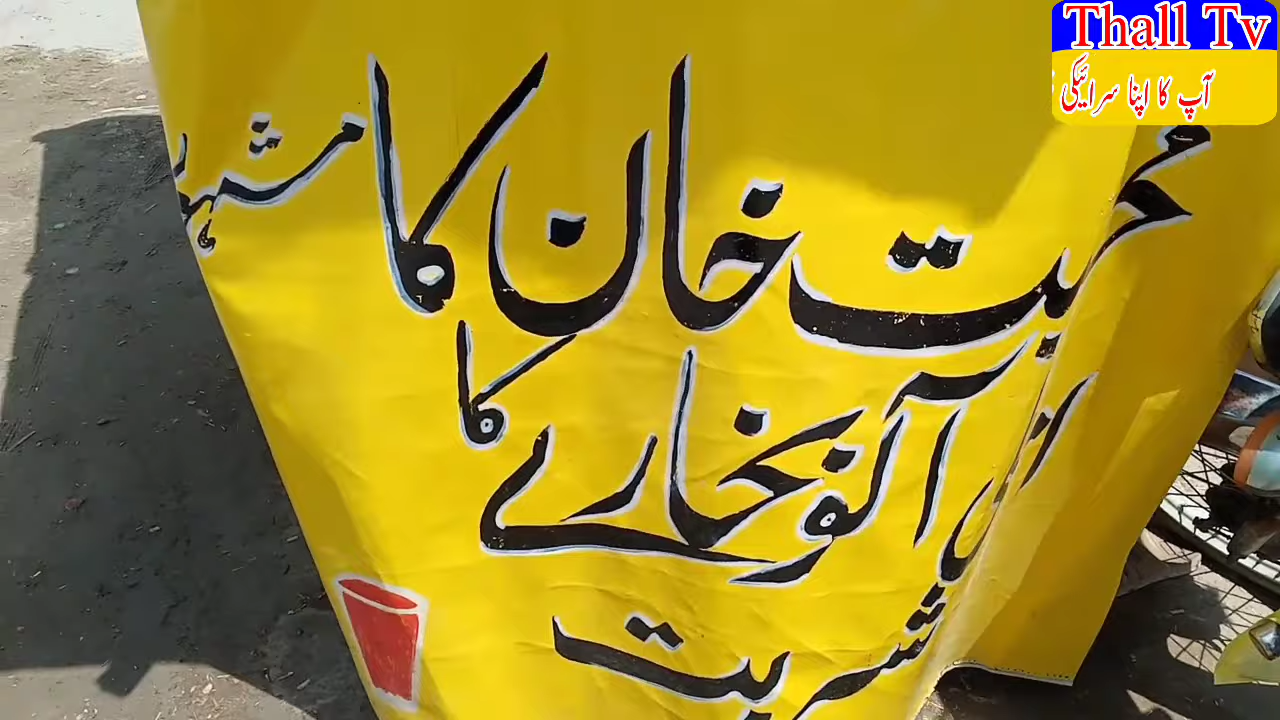 Thall Tv
آپ کا اپنا سرائیکی
محبت خان کا مشہور
آلو بخارے کا
شربت